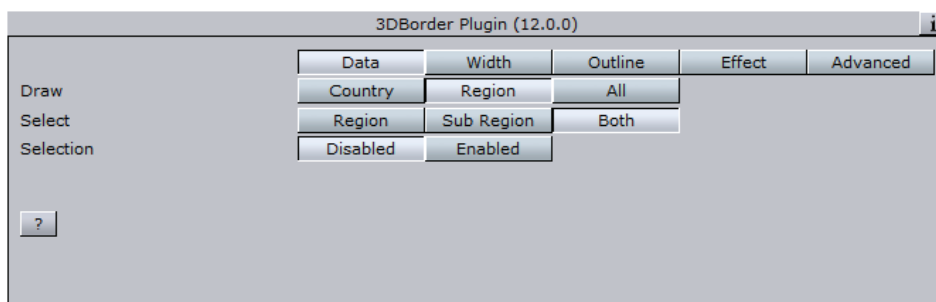 3DBorder Plugin (12.0.0) i
Data Width Outline Effect Advanced
Draw Country Region All
Select Region Sub Region Both
Selection Disabled Enabled
?